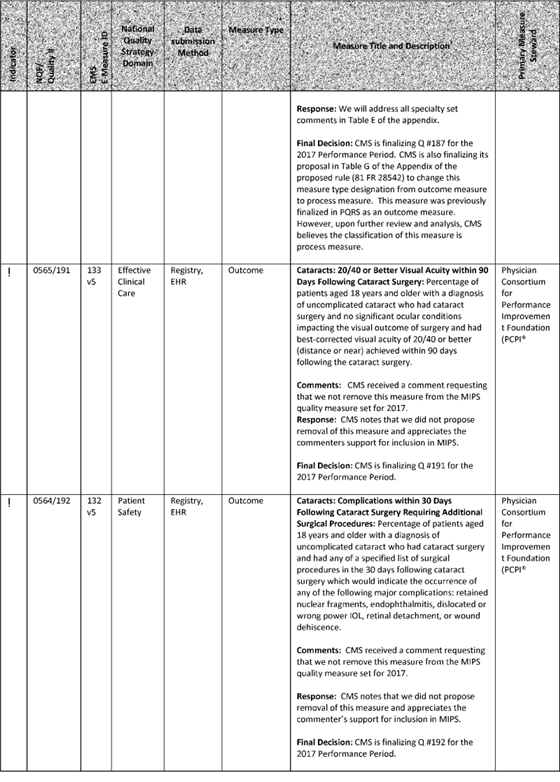 Indicator
NQF/
Quality #
CMS
E-Measure ID
National
Quality
Strategy
Domain
Data
submission
Method
Measure Type
Measure Title and Description
Primary Measure
Steward
Response: We will address all specialty set
comments in Table E of the appendix.
Final Decision: CMS is finalizing Q #187 for the
2017 Performance Period. CMS is also finalizing its
proposal in Table G of the Appendix of the
proposed rule (81 FR 28542) to change this
measure type designation from outcome measure
to process measure. This measure was previously
finalized in PQRS as an outcome measure.
However, upon further review and analysis, CMS
believes the classification of this measure is
process measure.
!
0565/191
133
v5
Effective
Clinical
Care
Registry,
EHR
Outcome
Cataracts: 20/40 or Better Visual Acuity within 90
Days Following Cataract Surgery: Percentage of
patients aged 18 years and older with a diagnosis
of uncomplicated cataract who had cataract
surgery and no significant ocular conditions
impacting the visual outcome of surgery and had
best-corrected visual acuity of 20/40 or better
(distance or near) achieved within 90 days
following the cataract surgery.
Comments: CMS received a comment requesting
that we not remove this measure from the MIPS
quality measure set for 2017.
Response: CMS notes that we did not propose
removal of this measure and appreciates the
commenters support for inclusion in MIPS.
Final Decision: CMS is finalizing Q #191 for the
2017 Performance Period.
Physician
Consortium
for
Performance
Improvemen
t Foundation
(PCPI®
!
0564/192
132
v5
Patient
Safety
Registry,
EHR
Outcome
Cataracts: Complications within 30 Days
Following Cataract Surgery Requiring Additional
Surgical Procedures: Percentage of patients aged
18 years and older with a diagnosis of
uncomplicated cataract who had cataract surgery
and had any of a specified list of surgical
procedures in the 30 days following cataract
surgery which would indicate the occurrence of
any of the following major complications: retained
nuclear fragments, endophthalmitis, dislocated or
wrong power IOL, retinal detachment, or wound
dehiscence.
Comments: CMS received a comment requesting
that we not remove this measure from the MIPS
quality measure set for 2017.
Response: CMS notes that we did not propose
removal of this measure and appreciates the
commenter's support for inclusion in MIPS.
Final Decision: CMS is finalizing Q #192 for the
2017 Performance Period.
Physician
Consortium
for
Performance
Improvemen
t Foundation
(PCPI®